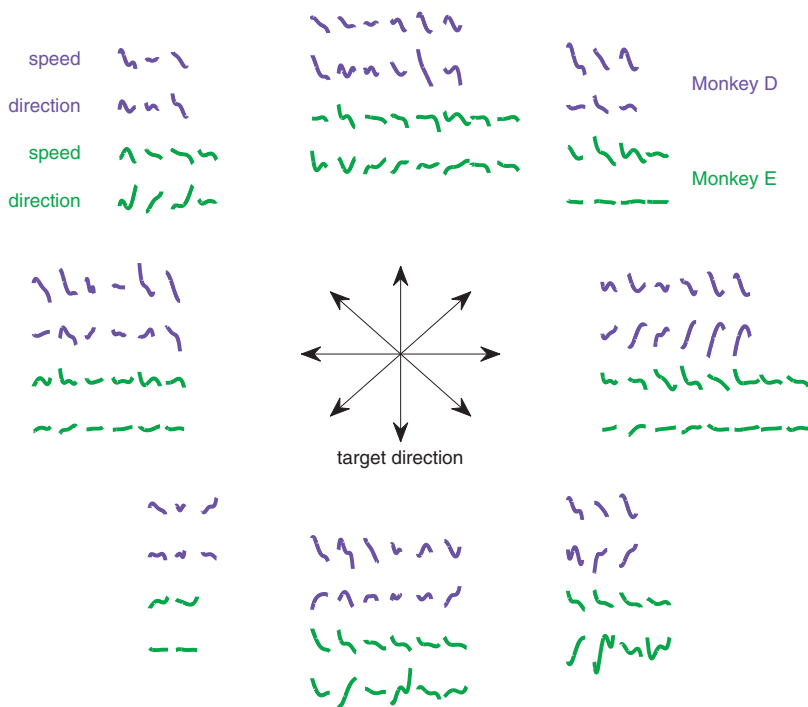 speed
Monkey D
direction
speed
Monkey E
direction
target direction